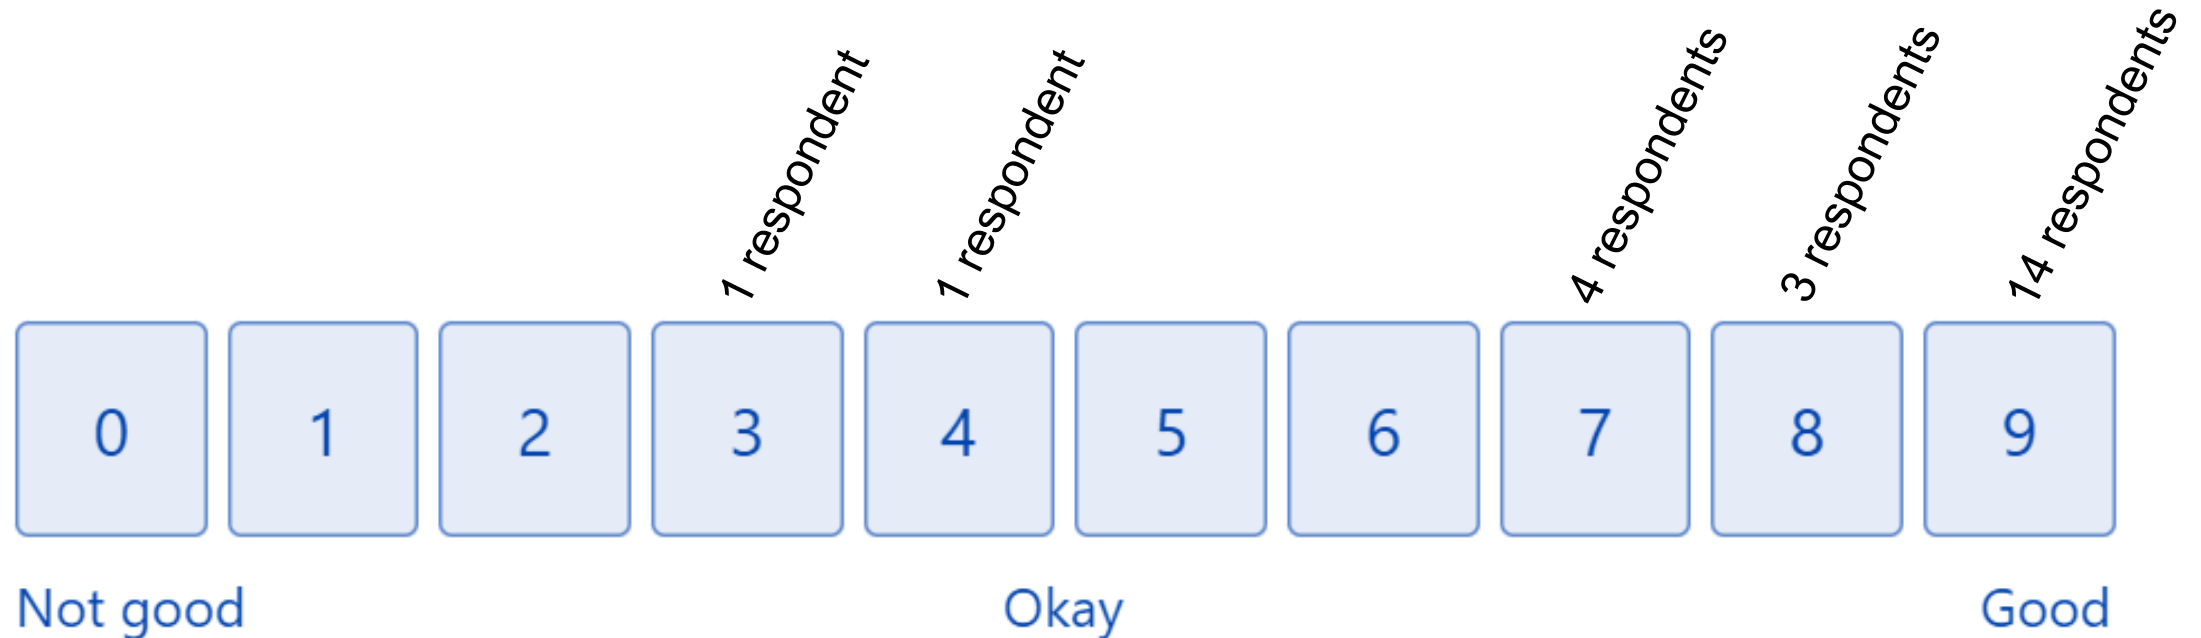 1 respondent
1 respondent
4 respondents
3 respondents
14 respondents
0 1 2 3 4 5 6 7 8 9
Not good Okay Good